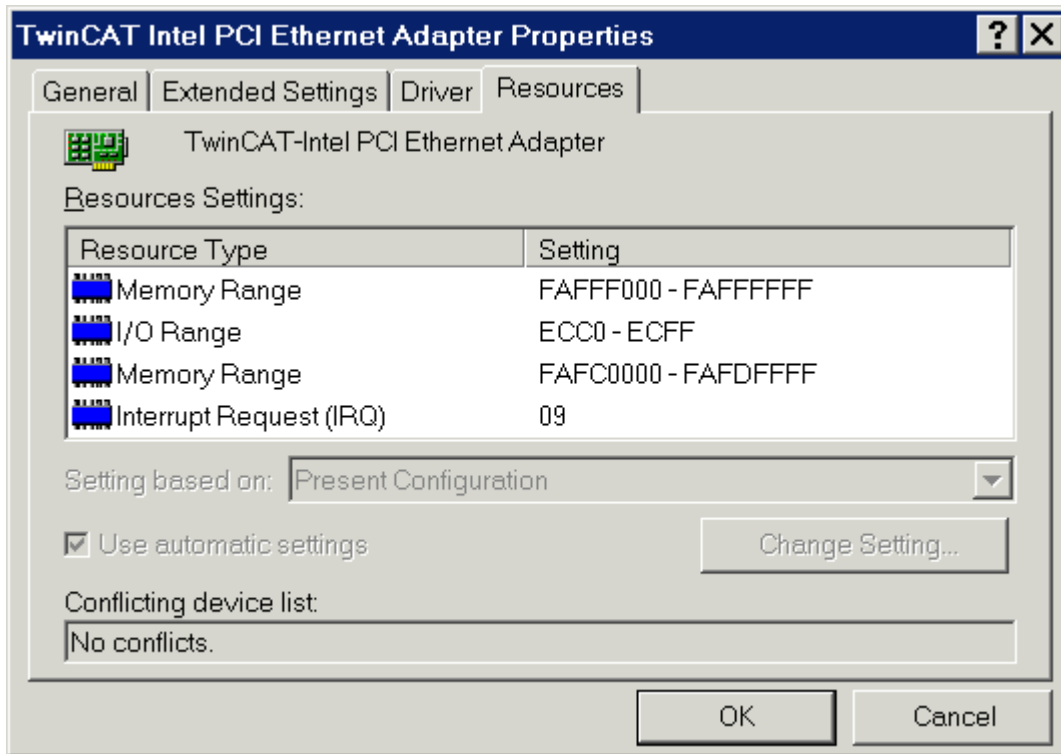 TwinCAT Intel PCI Ethernet Adapter Properties
General Extended Settings Driver Resources
TwinCAT-Intel PCI Ethernet Adapter
Resources Settings:
Resource Type Setting
Memory Range FAFFF000 - FAFFFFFF
I/O Range ECC0 - ECFF
Memory Range FAFC0000 - FAFDFFFF
Interrupt Request (IRQ) 09
Setting based on: Present Configuration
Use automatic settings Change Setting...
Conflicting device list:
No conflicts.
OK Cancel